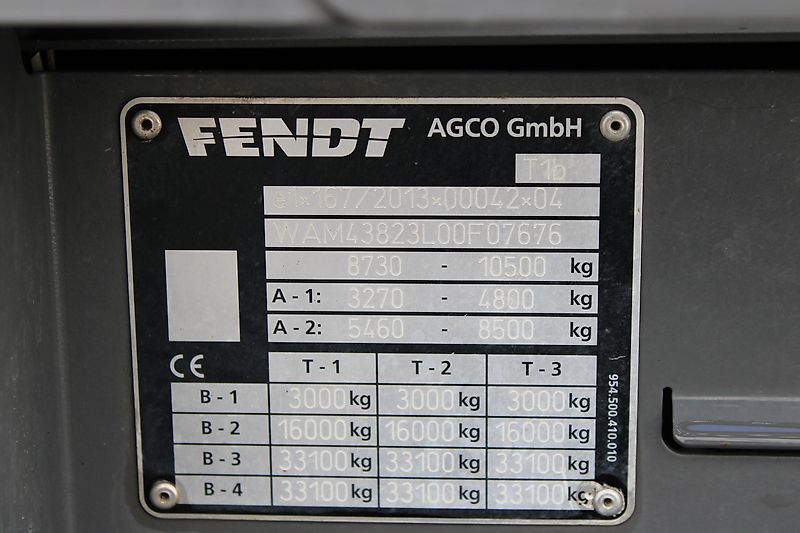 FENDT AGCO GmbH
T1b
e1*167/2013*00042*04
WAM43823L00F07676
8730 - 10500 kg
A - 1: 3270 - 4800 kg
A - 2: 5460 - 8500 kg
CE T - 1 T - 2 T - 3
B - 1 3000 kg 3000 kg 3000 kg
B - 2 16000 kg 16000 kg 16000 kg
B - 3 33100 kg 33100 kg 33100 kg
B - 4 33100 kg 33100 kg 33100 kg
954.500.410.010